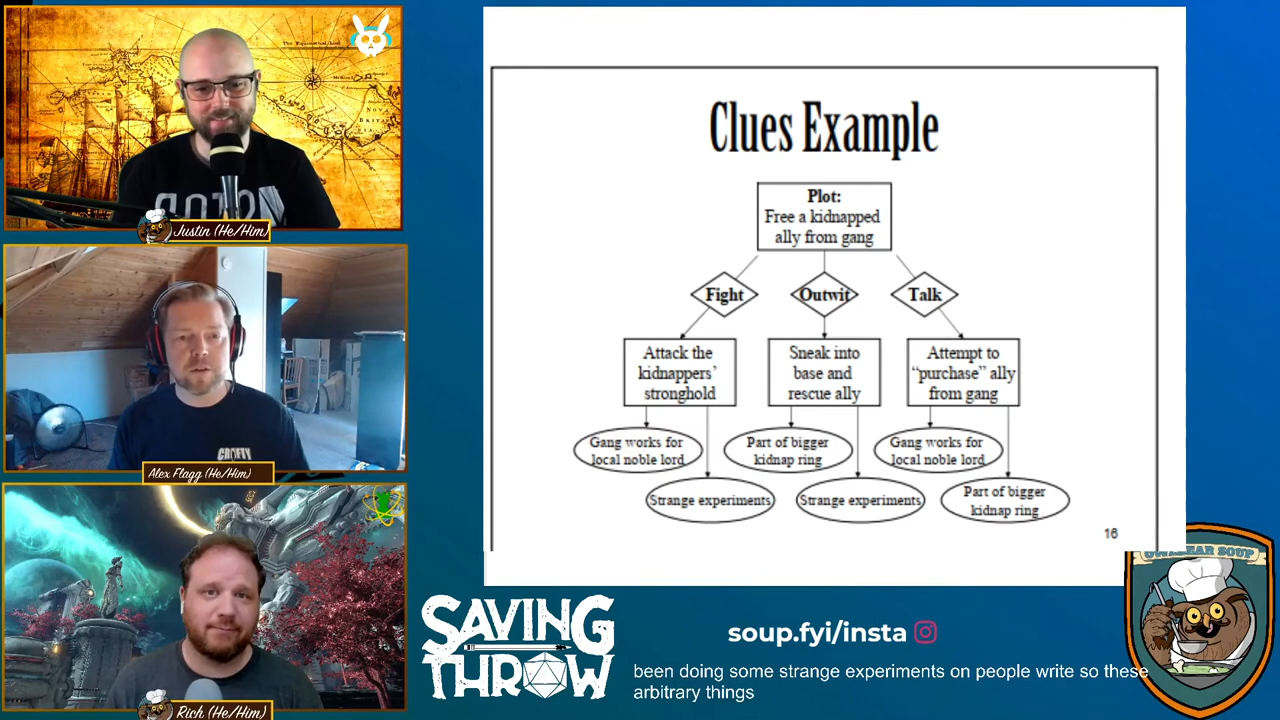 Justin (He/Him)
Alex Flagg (He/Him)
Rich (He/Him)
Clues Example
Plot:
Free a kidnapped
ally from gang
Fight
Outwit
Talk
Attack the
kidnappers’
stronghold
Sneak into
base and
rescue ally
Attempt to
“purchase” ally
from gang
Gang works for
local noble lord
Strange experiments
Part of bigger
kidnap ring
Strange experiments
Gang works for
local noble lord
Part of bigger
kidnap ring
16
SAVING
THROW
soup.fyi/insta
been doing some strange experiments on people write so these
arbitrary things